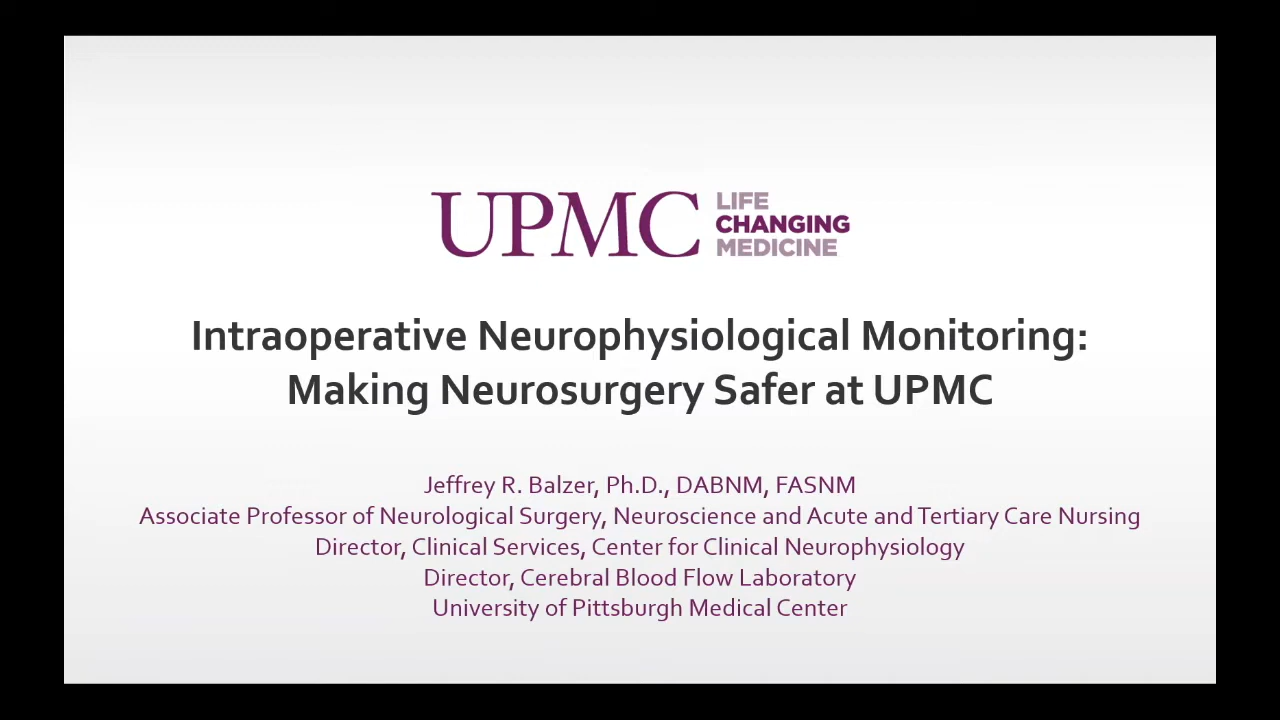 UPMC
LIFE
CHANGING
MEDICINE
Intraoperative Neurophysiological Monitoring:
Making Neurosurgery Safer at UPMC
Jeffrey R. Balzer, Ph.D., DABNM, FASNM
Associate Professor of Neurological Surgery, Neuroscience and Acute and Tertiary Care Nursing
Director, Clinical Services, Center for Clinical Neurophysiology
Director, Cerebral Blood Flow Laboratory
University of Pittsburgh Medical Center